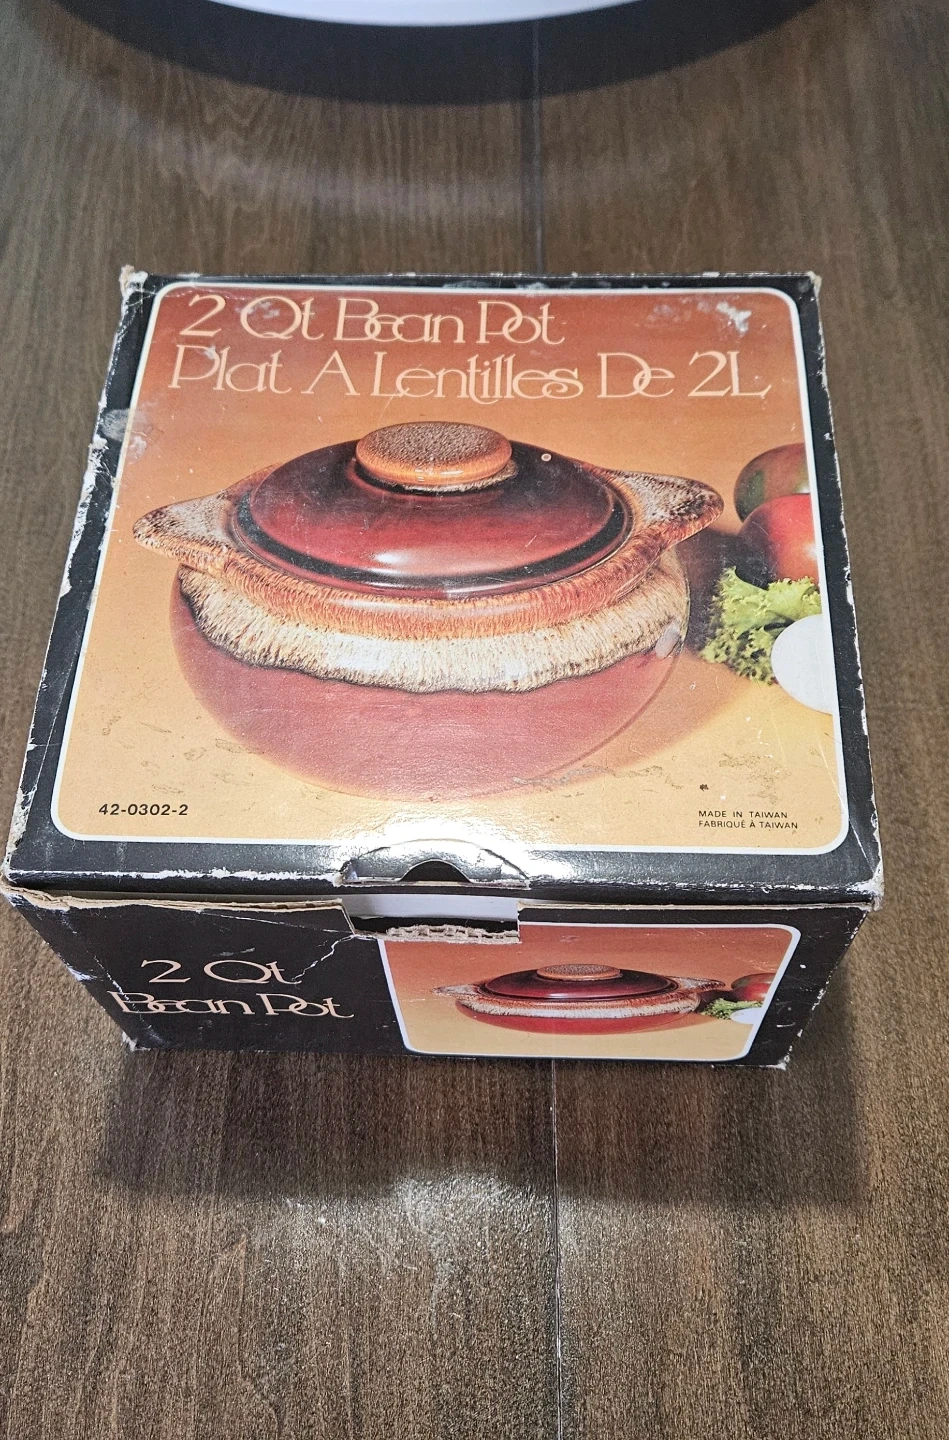 2 Qt Bean Pot
Plat A Lentilles De 2L
42-0302-2
MADE IN TAIWAN
FABRIQUÉ À TAIWAN
2 Qt
Bean Pot